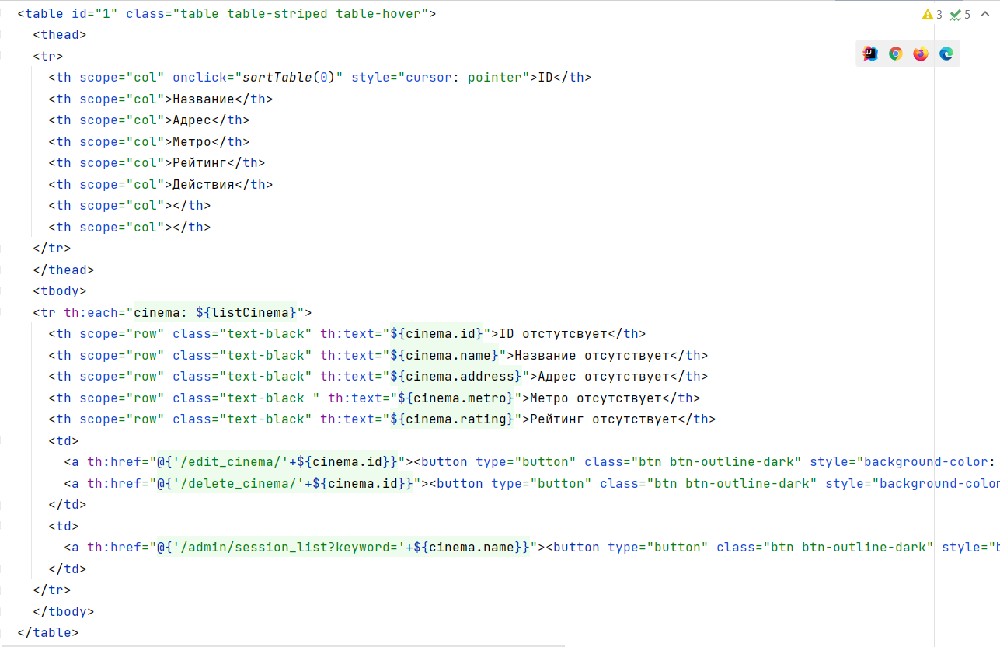 <table id="1" class="table table-striped table-hover">
3 5
<thead>
<tr>
<th scope="col" onclick="sortTable(0)" style="cursor: pointer">ID</th>
<th scope="col">Название</th>
<th scope="col">Адрес</th>
<th scope="col">Метро</th>
<th scope="col">Рейтинг</th>
<th scope="col">Действия</th>
<th scope="col"></th>
<th scope="col"></th>
</tr>
</thead>
<tbody>
<tr th:each="cinema: ${listCinema}">
<th scope="row" class="text-black" th:text="${cinema.id}">ID отстутсвует</th>
<th scope="row" class="text-black" th:text="${cinema.name}">Название отсутствует</th>
<th scope="row" class="text-black" th:text="${cinema.address}">Адрес отсутствует</th>
<th scope="row" class="text-black " th:text="${cinema.metro}">Метро отсутствует</th>
<th scope="row" class="text-black" th:text="${cinema.rating}">Рейтинг отсутствует</th>
<td>
<a th:href="@{'/edit_cinema/'+${cinema.id}}"><button type="button" class="btn btn-outline-dark" style="background-color:
<a th:href="@{'/delete_cinema/'+${cinema.id}}"><button type="button" class="btn btn-outline-dark" style="background-color
</td>
<td>
<a th:href="@{'/admin/session_list?keyword='+${cinema.name}}"><button type="button" class="btn btn-outline-dark" style="b
</td>
</tr>
</tbody>
</table>